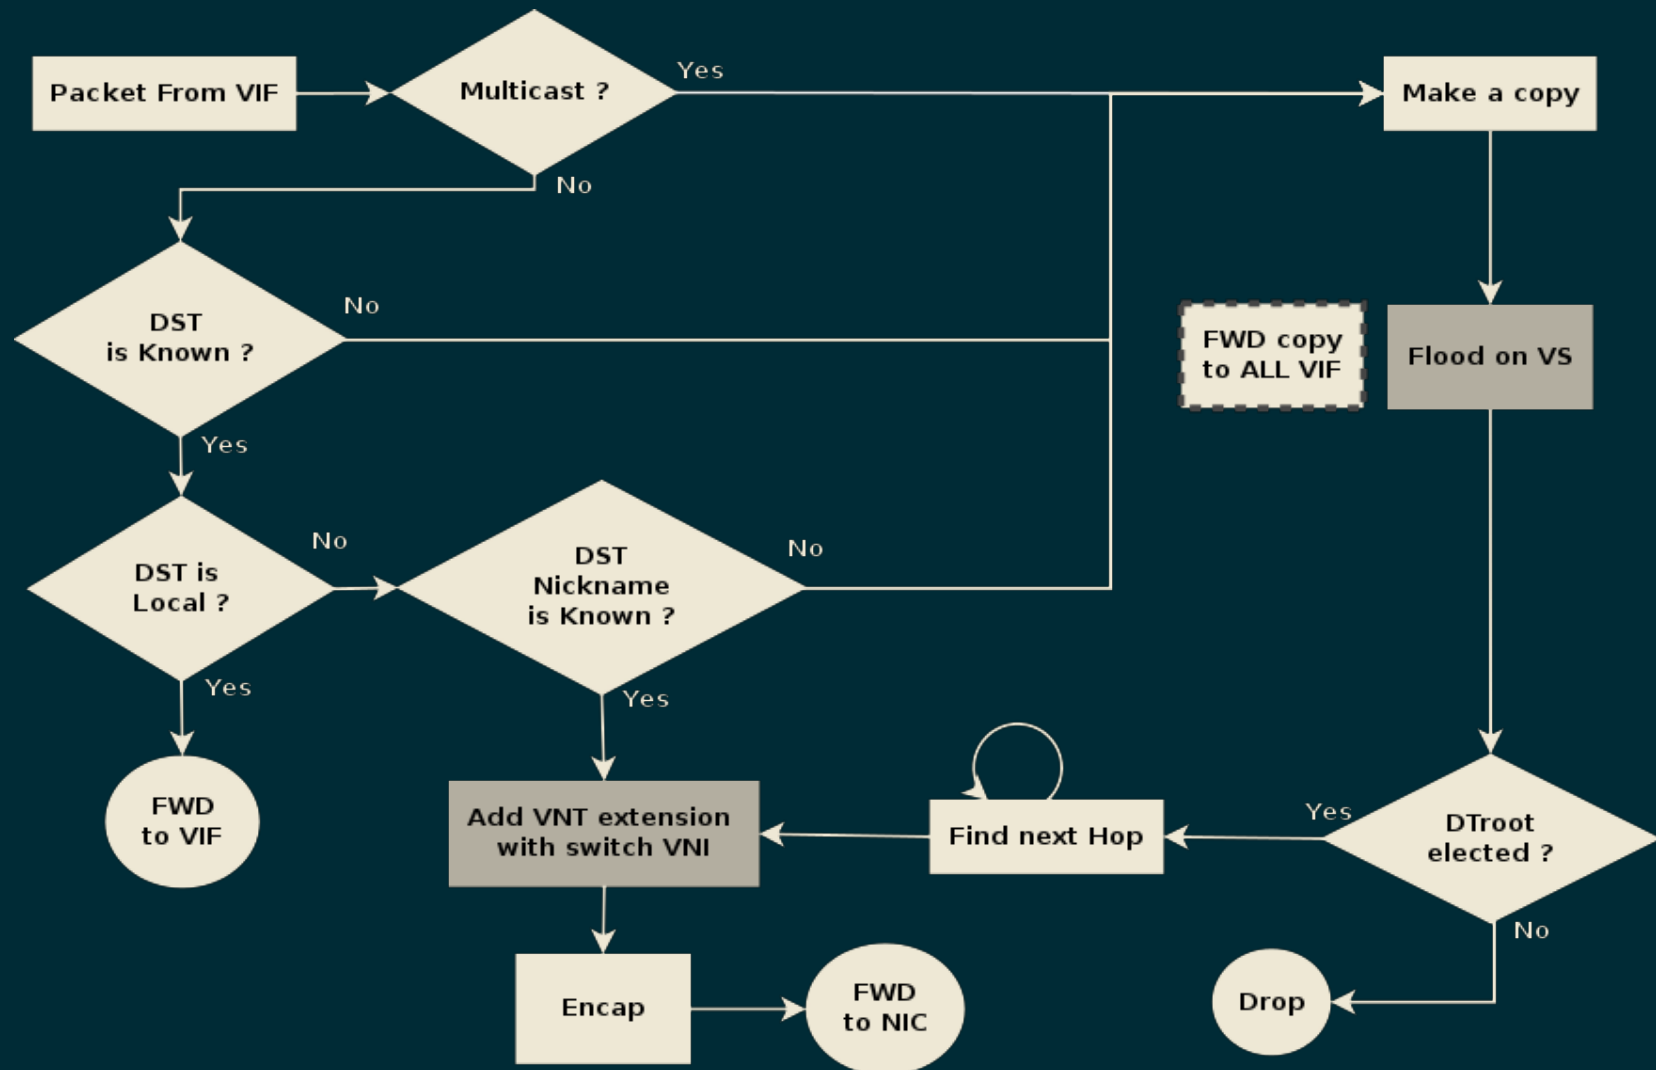 Packet From VIF
Multicast ?
Yes
Make a copy
No
DST
is Known ?
No
Yes
FWD copy
to ALL VIF
Flood on VS
DST is
Local ?
No
DST
Nickname
is Known ?
No
Yes
Yes
FWD
to VIF
Add VNT extension
with switch VNI
Find next Hop
Yes
DTroot
elected ?
No
Encap
FWD
to NIC
Drop